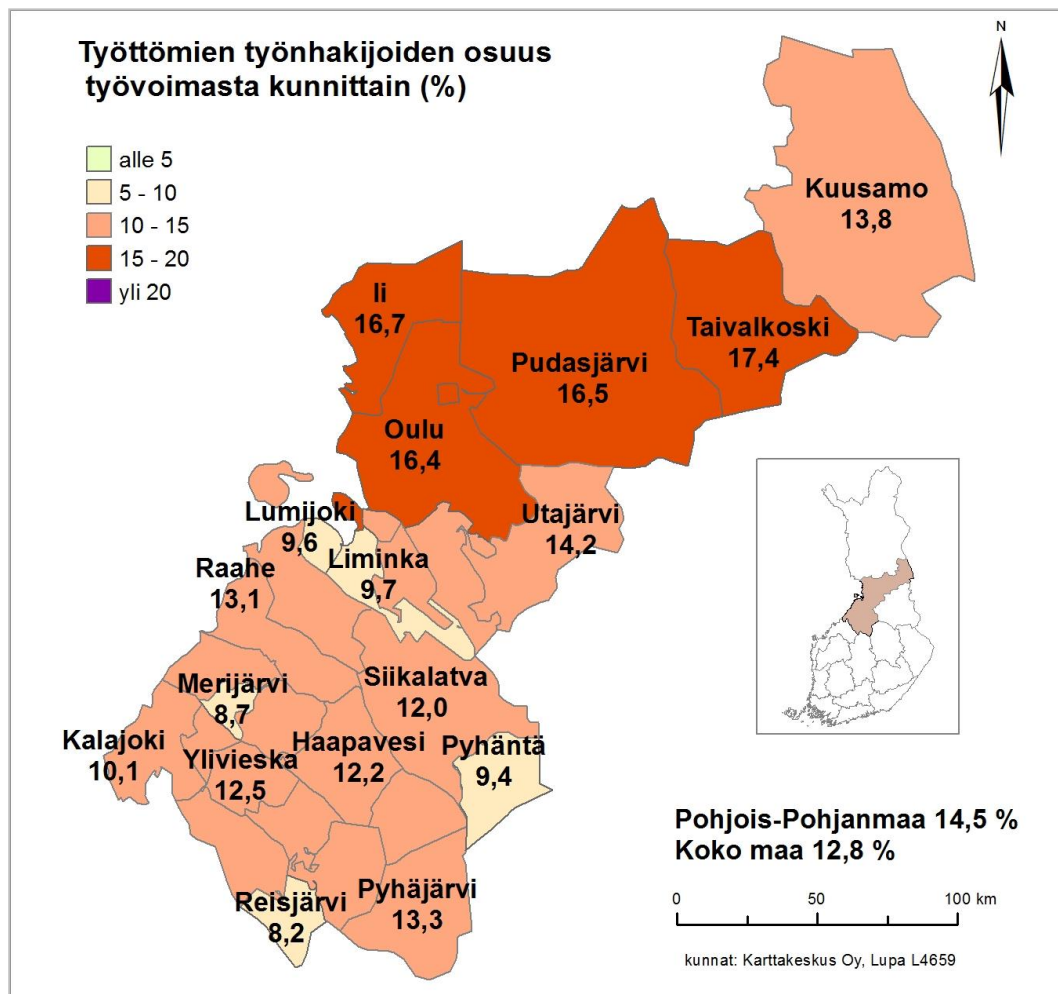 Työttömien työnhakijoiden osuus
työvoimasta kunnittain (%)
alle 5
5 - 10
10 - 15
15 - 20
yli 20
N
Kuusamo
13,8
Ii
16,7
Taivalkoski
17,4
Pudasjärvi
16,5
Oulu
16,4
Utajärvi
14,2
Lumijoki
9,6
Liminka
9,7
Raahe
13,1
Siikalatva
12,0
Merijärvi
8,7
Haapavesi
12,2
Pyhäntä
9,4
Kalajoki
10,1
Ylivieska
12,5
Pyhäjärvi
13,3
Reisjärvi
8,2
Pohjois-Pohjanmaa 14,5 %
Koko maa 12,8 %
0 50 100 km
kunnat: Karttakeskus Oy, Lupa L4659